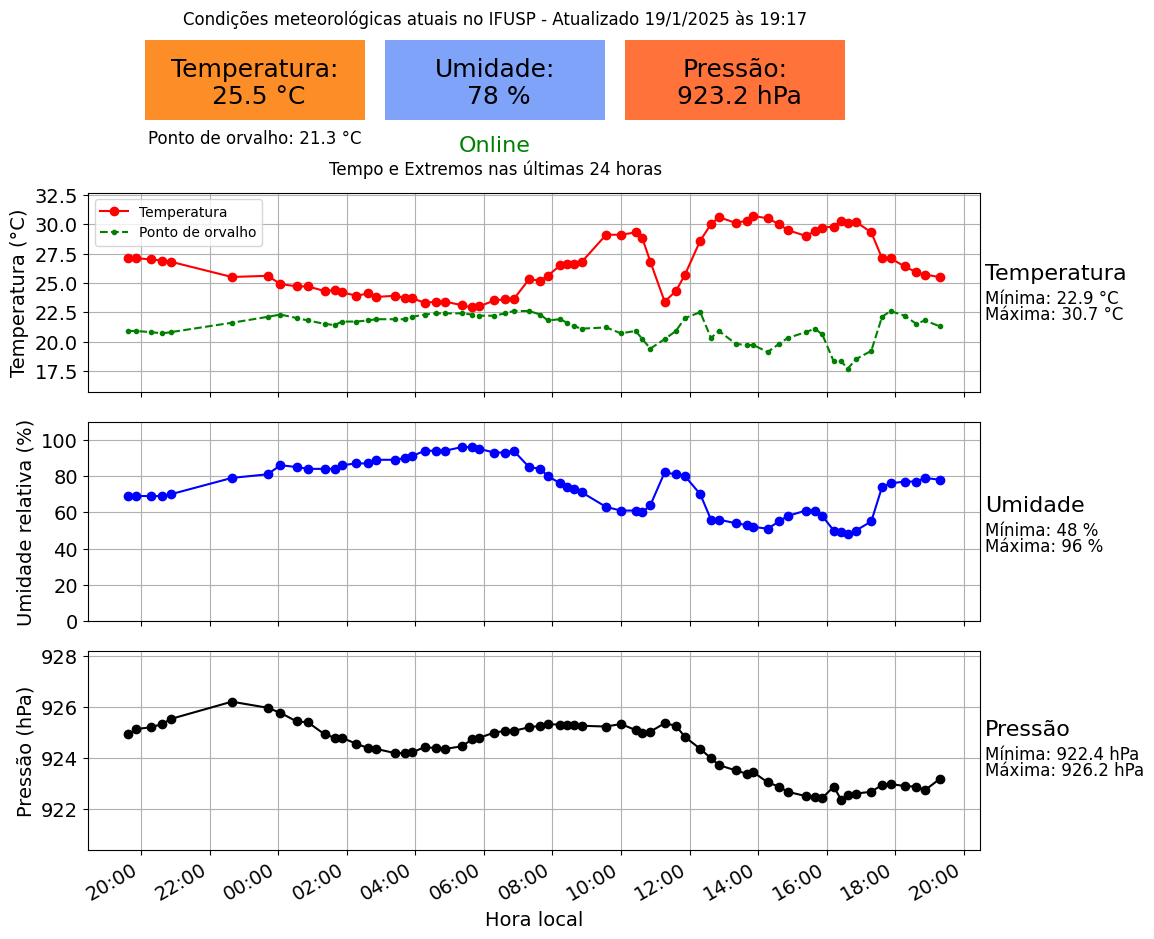 Condições meteorológicas atuais no IFUSP - Atualizado 19/1/2025 às 19:17
Temperatura:
25.5 °C
Umidade:
78 %
Pressão:
923.2 hPa
Ponto de orvalho: 21.3 °C
Online
Tempo e Extremos nas últimas 24 horas
Temperatura (°C)
32.5
30.0
27.5
25.0
22.5
20.0
17.5
Temperatura
Ponto de orvalho
Temperatura
Mínima: 22.9 °C
Máxima: 30.7 °C
Umidade relativa (%)
100
80
60
40
20
0
Umidade
Mínima: 48 %
Máxima: 96 %
Pressão (hPa)
928
926
924
922
Pressão
Mínima: 922.4 hPa
Máxima: 926.2 hPa
20:00 22:00 00:00 02:00 04:00 06:00 08:00 10:00 12:00 14:00 16:00 18:00 20:00
Hora local